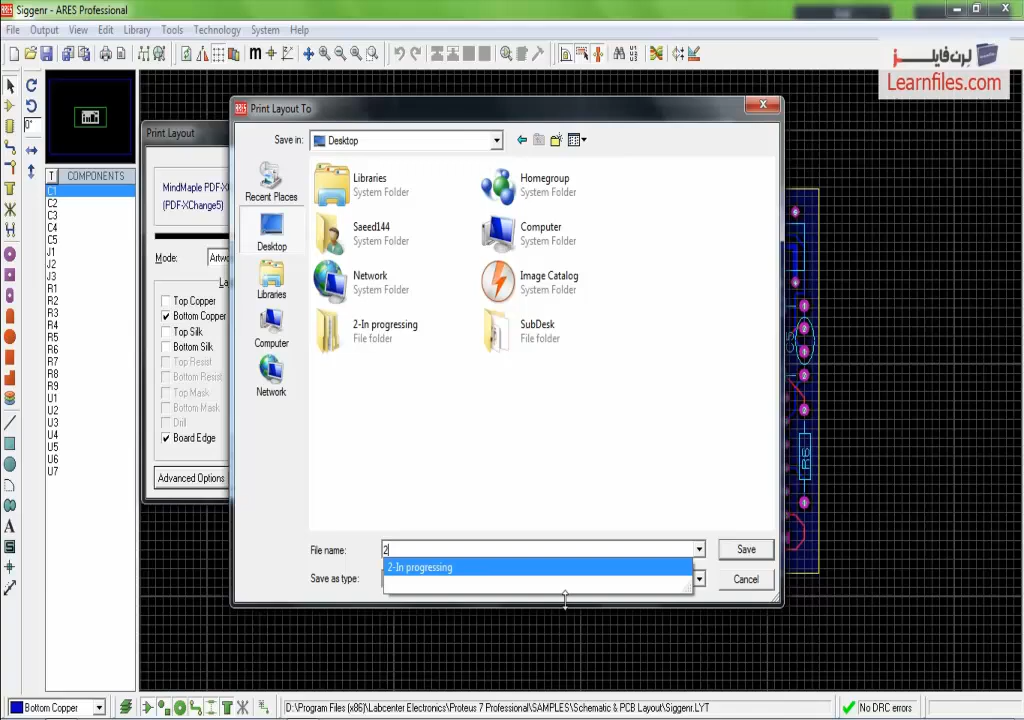 Siggenr - ARES Professional
File Output View Edit Library Tools Technology System Help
لرن فایلز
Learnfiles.com
Print Layout
MindMaple PDF-X
(PDF-XChange5)
Mode: Artwo
La
Top Copper
Bottom Copper
Top Silk
Bottom Silk
Top Resist
Bottom Resist
Top Mask
Bottom Mask
Drill
Board Edge
Advanced Options
0°
T COMPONENTS
C1
C2
C3
C4
C5
J1
J2
J3
R1
R2
R3
R4
R5
R6
R7
R8
R9
U1
U2
U3
U4
U5
U6
U7
Print Layout To
Save in: Desktop
Recent Places
Desktop
Libraries
Computer
Network
Libraries
System Folder
Homegroup
System Folder
Saeed144
System Folder
Computer
System Folder
Network
System Folder
Image Catalog
System Folder
2-In progressing
File folder
SubDesk
File folder
File name: 2
2-In progressing
Save as type:
Save
Cancel
C5
R6
Bottom Copper
D:\Program Files (x86)\Labcenter Electronics\Proteus 7 Professional\SAMPLES\Schematic & PCB Layout\Siggenr.LYT
No DRC errors